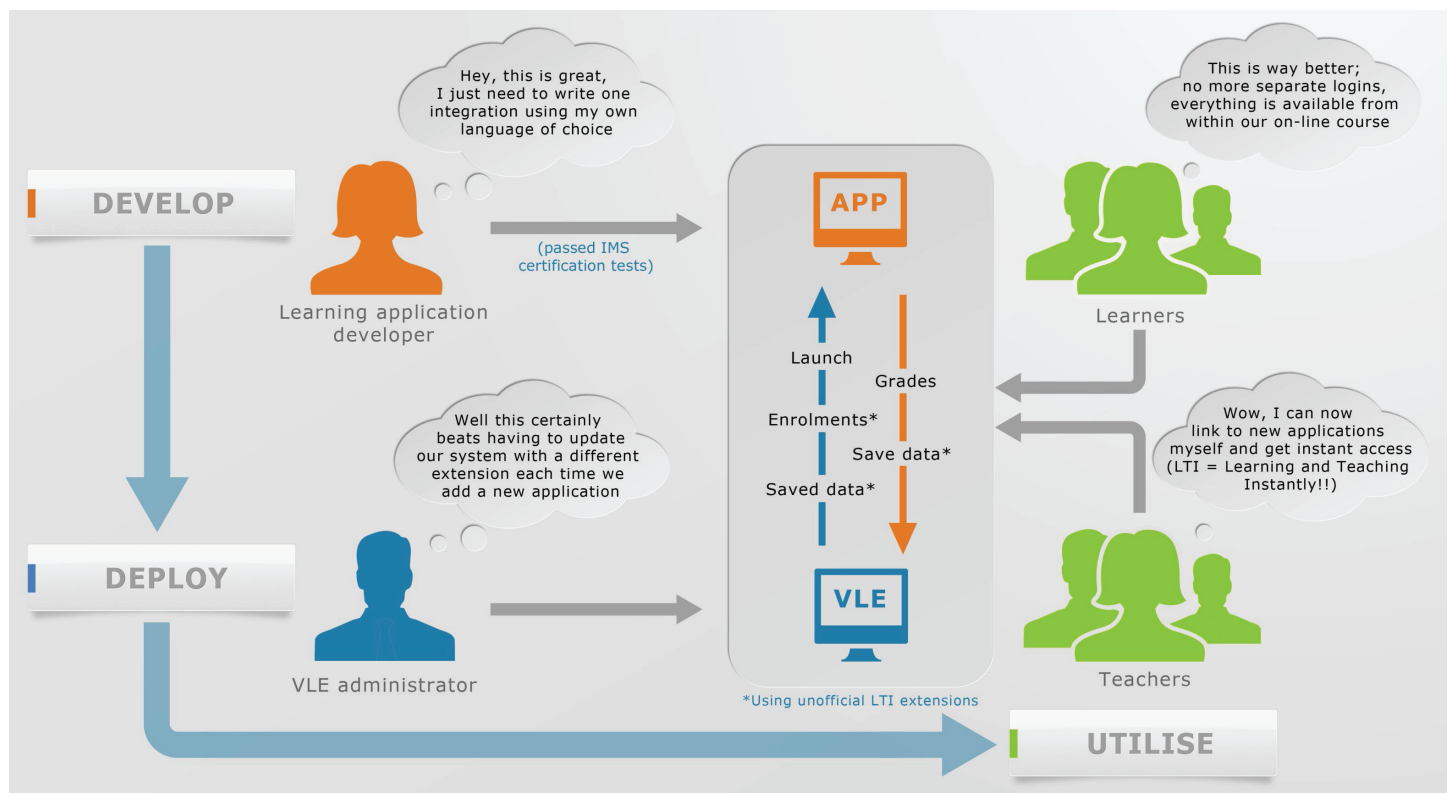 Hey, this is great,
I just need to write one
integration using my own
language of choice
This is way better;
no more separate logins,
everything is available from
within our on-line course
DEVELOP
APP
(passed IMS
certification tests)
Learning application
developer
Learners
Launch
Grades
Enrolments*
Save data*
Saved data*
Well this certainly
beats having to update
our system with a different
extension each time we
add a new application
Wow, I can now
link to new applications
myself and get instant access
(LTI = Learning and Teaching
Instantly!!)
DEPLOY
VLE
VLE administrator
Teachers
*Using unofficial LTI extensions
UTILISE